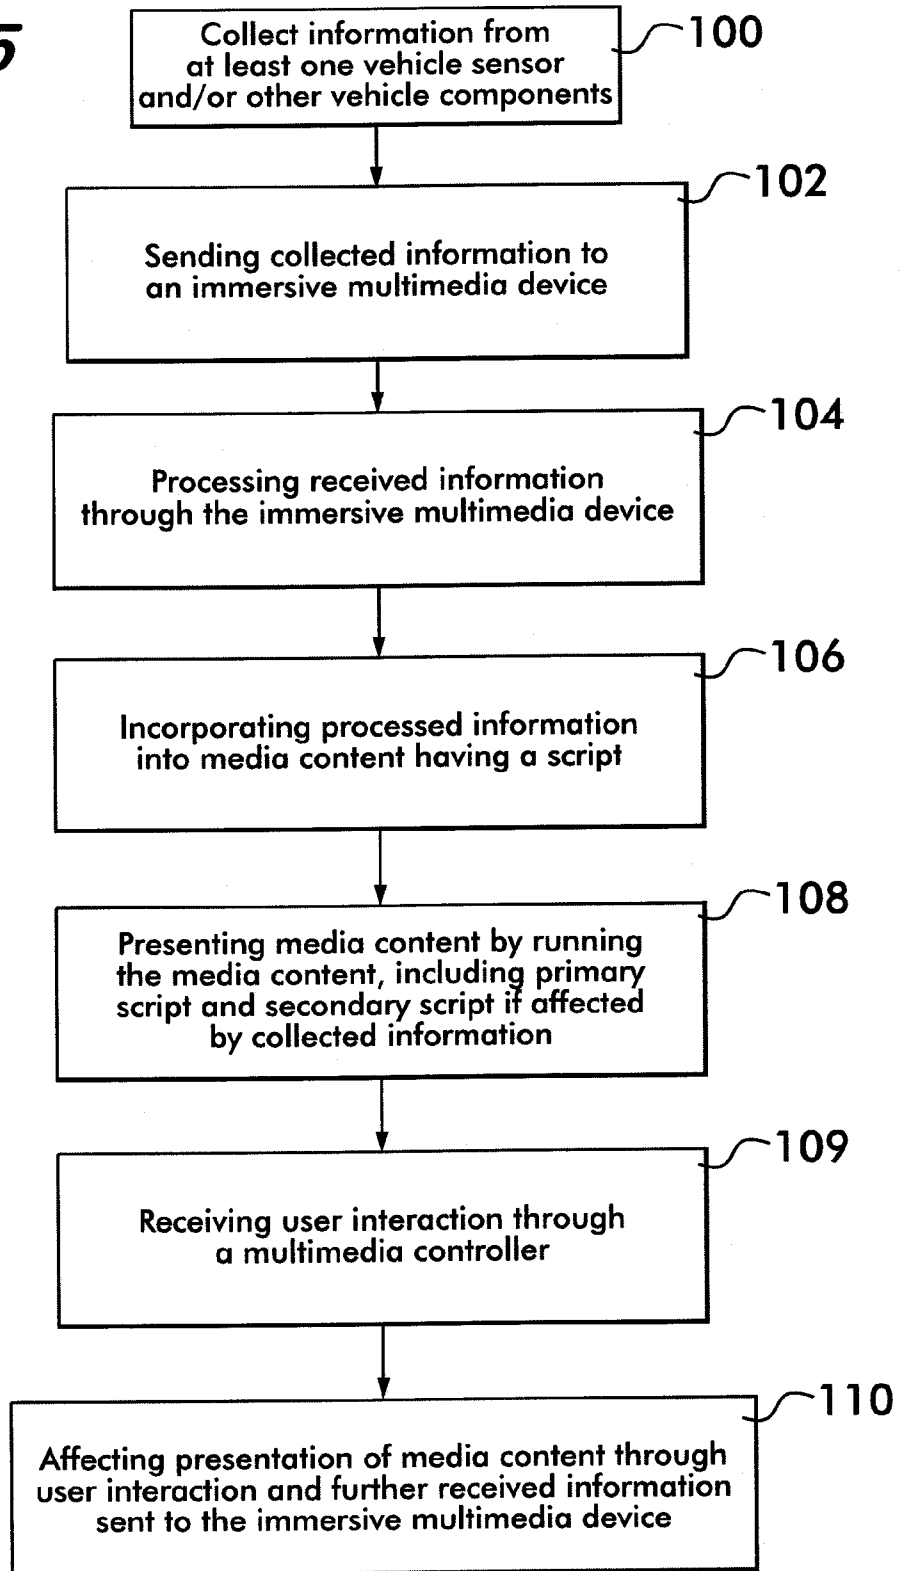 5
Collect information from
at least one vehicle sensor
and/or other vehicle components
100
102
Sending collected information to
an immersive multimedia device
104
Processing received information
through the immersive multimedia device
106
Incorporating processed information
into media content having a script
108
Presenting media content by running
the media content, including primary
script and secondary script if affected
by collected information
109
Receiving user interaction through
a multimedia controller
110
Affecting presentation of media content through
user interaction and further received information
sent to the immersive multimedia device